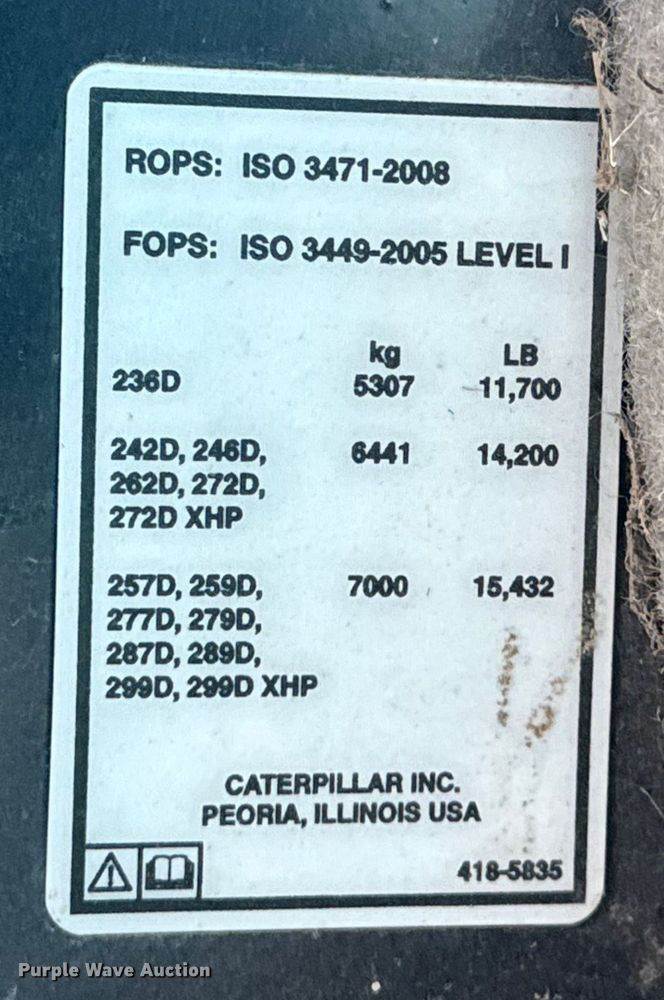 ROPS: ISO 3471-2008
FOPS: ISO 3449-2005 LEVEL I
kg LB
236D 5307 11,700
242D, 246D, 6441 14,200
262D, 272D,
272D XHP
257D, 259D, 7000 15,432
277D, 279D,
287D, 289D,
299D, 299D XHP
CATERPILLAR INC.
PEORIA, ILLINOIS USA
418-5835
Purple Wave Auction